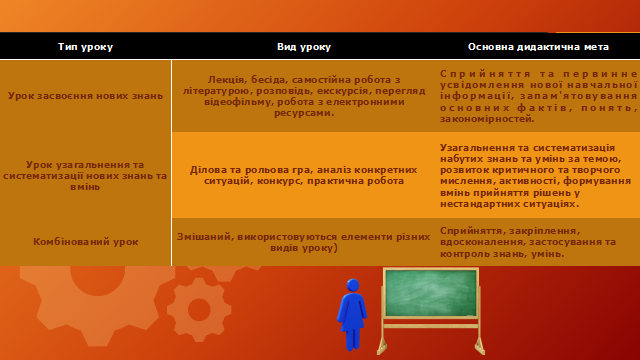 Тип уроку
Вид уроку
Основна дидактична мета
Урок засвоєння нових знань
Лекція, бесіда, самостійна робота з
літературою, розповідь, екскурсія, перегляд
відеофільму, робота з електронними
ресурсами.
Сприйняття та первинне
усвідомлення нової навчальної
інформації, запам'ятовування
основних фактів, понять,
закономірностей.
Урок узагальнення та
систематизації нових знань та
вмінь
Ділова та рольова гра, аналіз конкретних
ситуацій, конкурс, практична робота
Узагальнення та систематизація
набутих знань та умінь за темою,
розвиток критичного та творчого
мислення, активності, формування
вмінь прийняття рішень у
нестандартних ситуаціях.
Комбінований урок
Змішаний, використовуються елементи різних
видів уроку)
Сприйняття, закріплення,
вдосконалення, застосування та
контроль знань, умінь.